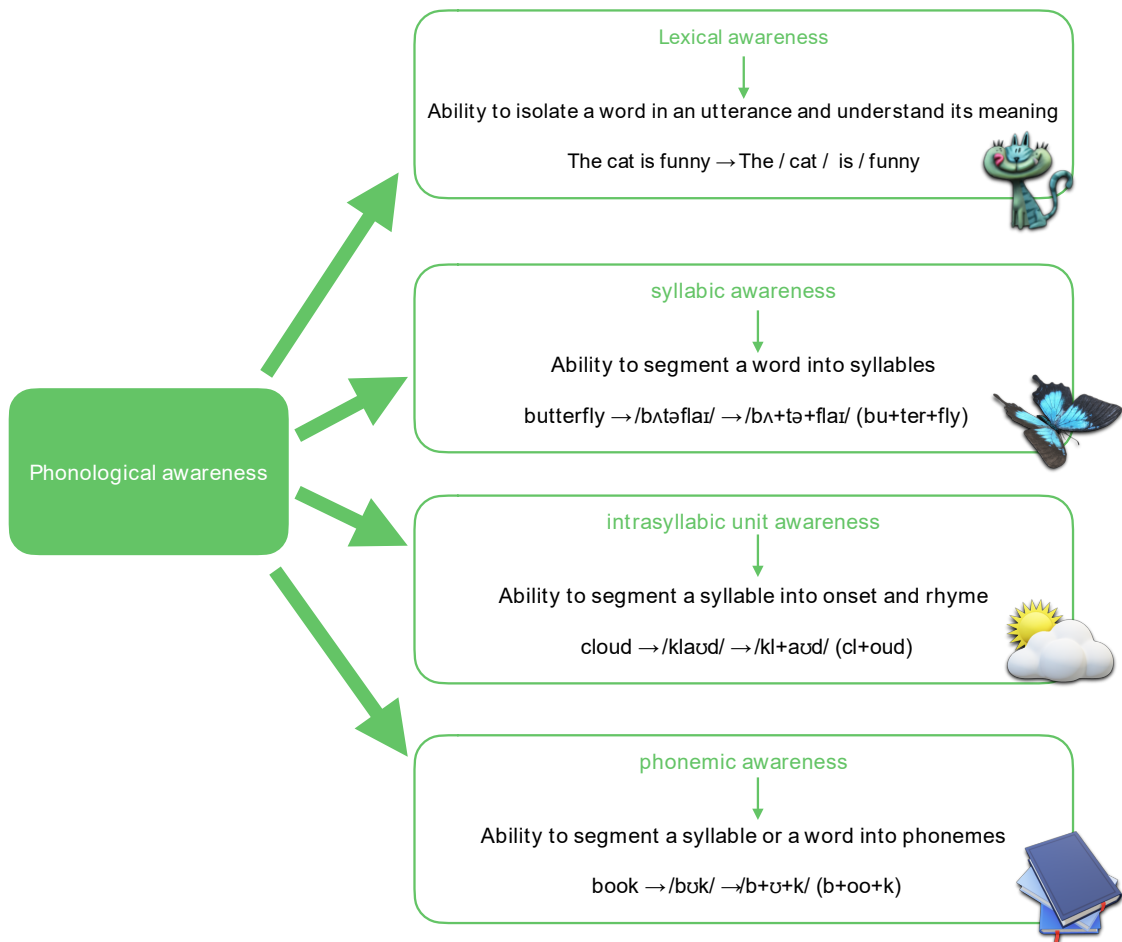 Lexical awareness
Ability to isolate a word in an utterance and understand its meaning
The cat is funny → The / cat / is / funny
syllabic awareness
Ability to segment a word into syllables
butterfly → /bʌtəflaɪ/ → /bʌ+tə+flaɪ/ (bu+ter+fly)
Phonological awareness
intrasyllabic unit awareness
Ability to segment a syllable into onset and rhyme
cloud → /klaʊd/ → /kl+aʊd/ (cl+oud)
phonemic awareness
Ability to segment a syllable or a word into phonemes
book → /bʊk/ → /b+ʊ+k/ (b+oo+k)